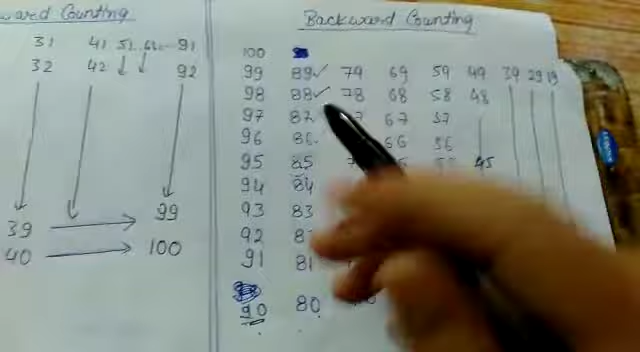 ward Counting
31 41 51 61 91
32 42 92
39 99
40 100
Backward Counting
100
99 89 79 69 59 49 39 29 19
98 88 78 68 58 48
97 87 67 57
96 86 66 56
95 85 45
94 84
93 83
92
91 81
90 80